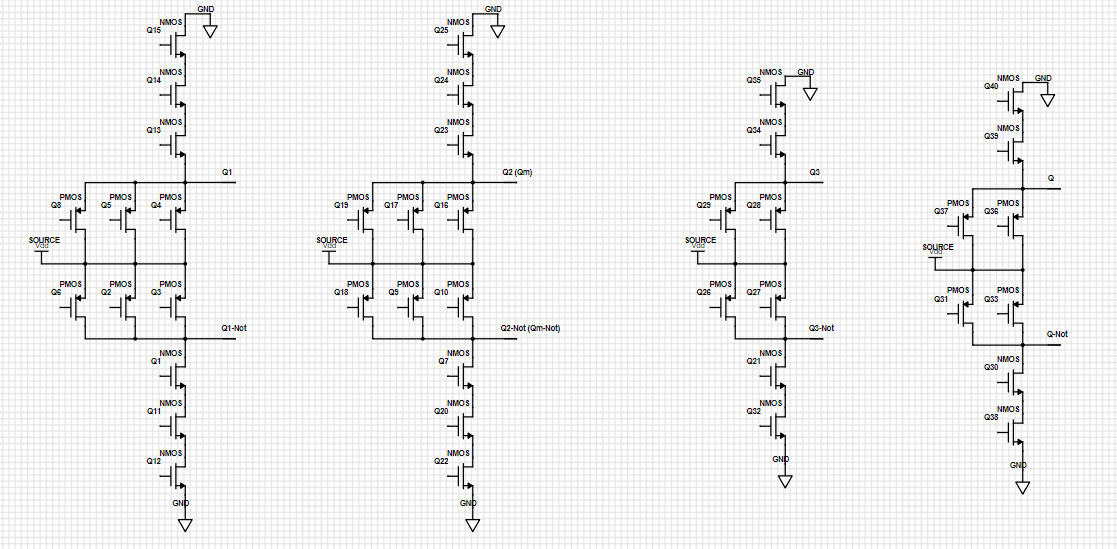 GND
NMOS
Q15
NMOS
Q14
NMOS
Q13
Q1
PMOS
Q8
PMOS
Q5
PMOS
Q4
SOURCE
Vdd
PMOS
Q6
PMOS
Q2
PMOS
Q3
Q1-Not
NMOS
Q1
NMOS
Q11
NMOS
Q12
GND
GND
NMOS
Q25
NMOS
Q24
NMOS
Q23
Q2 (Qm)
PMOS
Q19
PMOS
Q17
PMOS
Q16
SOURCE
Vdd
PMOS
Q18
PMOS
Q9
PMOS
Q10
Q2-Not (Qm-Not)
NMOS
Q7
NMOS
Q20
NMOS
Q22
GND
NMOS
GND
Q35
NMOS
Q34
Q3
PMOS
Q29
PMOS
Q28
SOURCE
Vdd
PMOS
Q26
PMOS
Q27
Q3-Not
NMOS
Q21
NMOS
Q32
GND
NMOS
GND
Q40
NMOS
Q39
Q
PMOS
Q37
PMOS
Q36
SOURCE
Vdd
PMOS
Q31
PMOS
Q33
Q-Not
NMOS
Q30
NMOS
Q38
GND